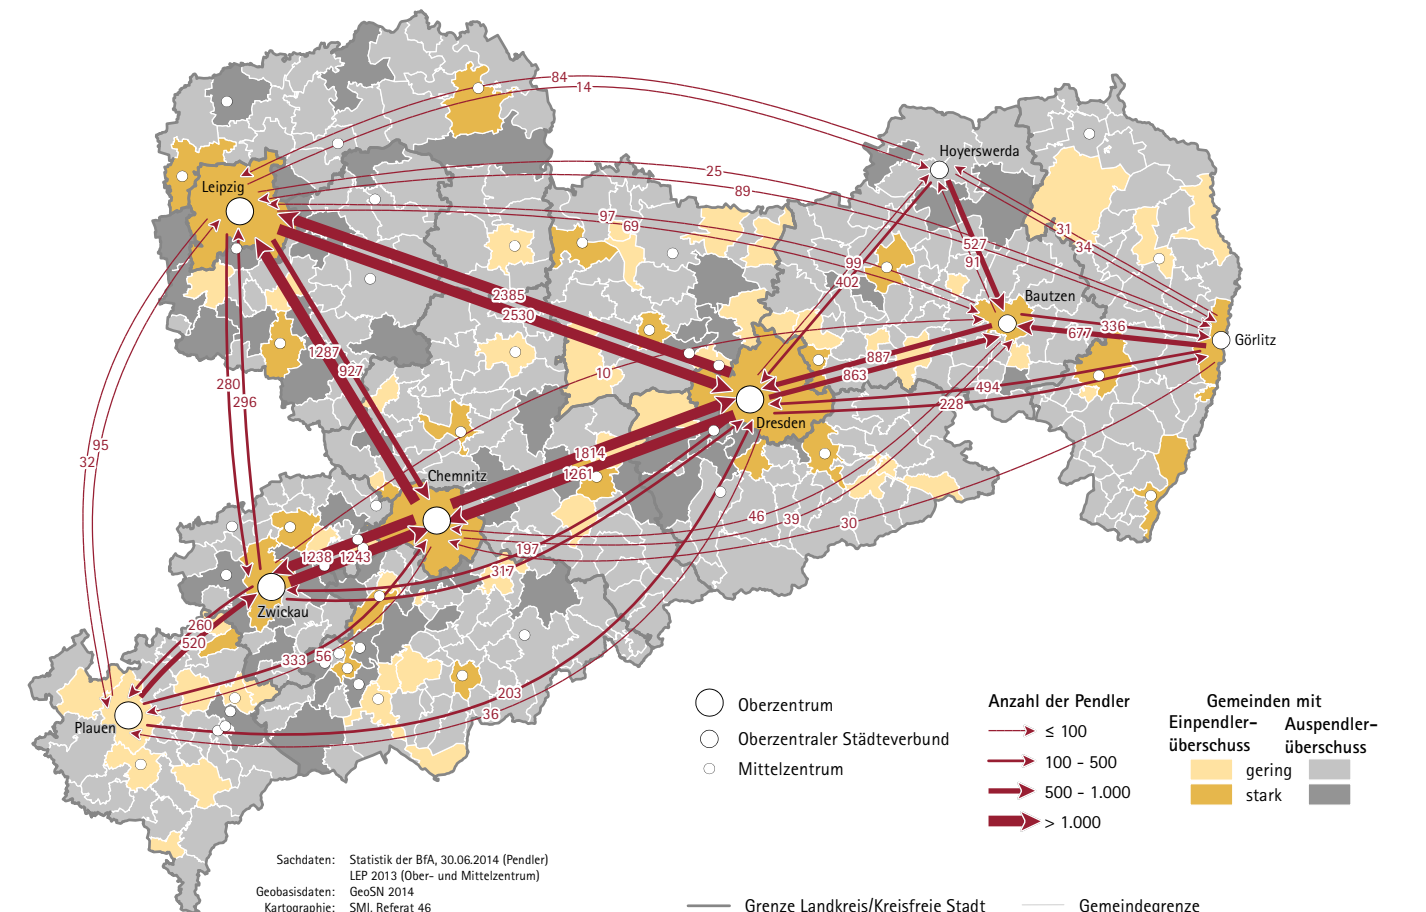 84
14
Hoyerswerda
25
Leipzig
89
97
69
31
34
527
91
99
402
2385
Bautzen
2530
336
677
Görlitz
1287
887
927
10
863
280
494
296
228
Dresden
95
1814
32
Chemnitz
1261
46
39
30
197
1238
1243
317
Zwickau
260
520
333
56
203
36
Plauen
Oberzentrum
Oberzentraler Städteverbund
Mittelzentrum
Anzahl der Pendler
≤ 100
100 - 500
500 - 1.000
> 1.000
Gemeinden mit
Einpendler-
überschuss
Auspendler-
überschuss
gering
stark
Sachdaten: Statistik der BfA, 30.06.2014 (Pendler)
LEP 2013 (Ober- und Mittelzentrum)
Geobasisdaten: GeoSN 2014
Kartographie: SMI, Referat 46
Grenze Landkreis/Kreisfreie Stadt
Gemeindegrenze